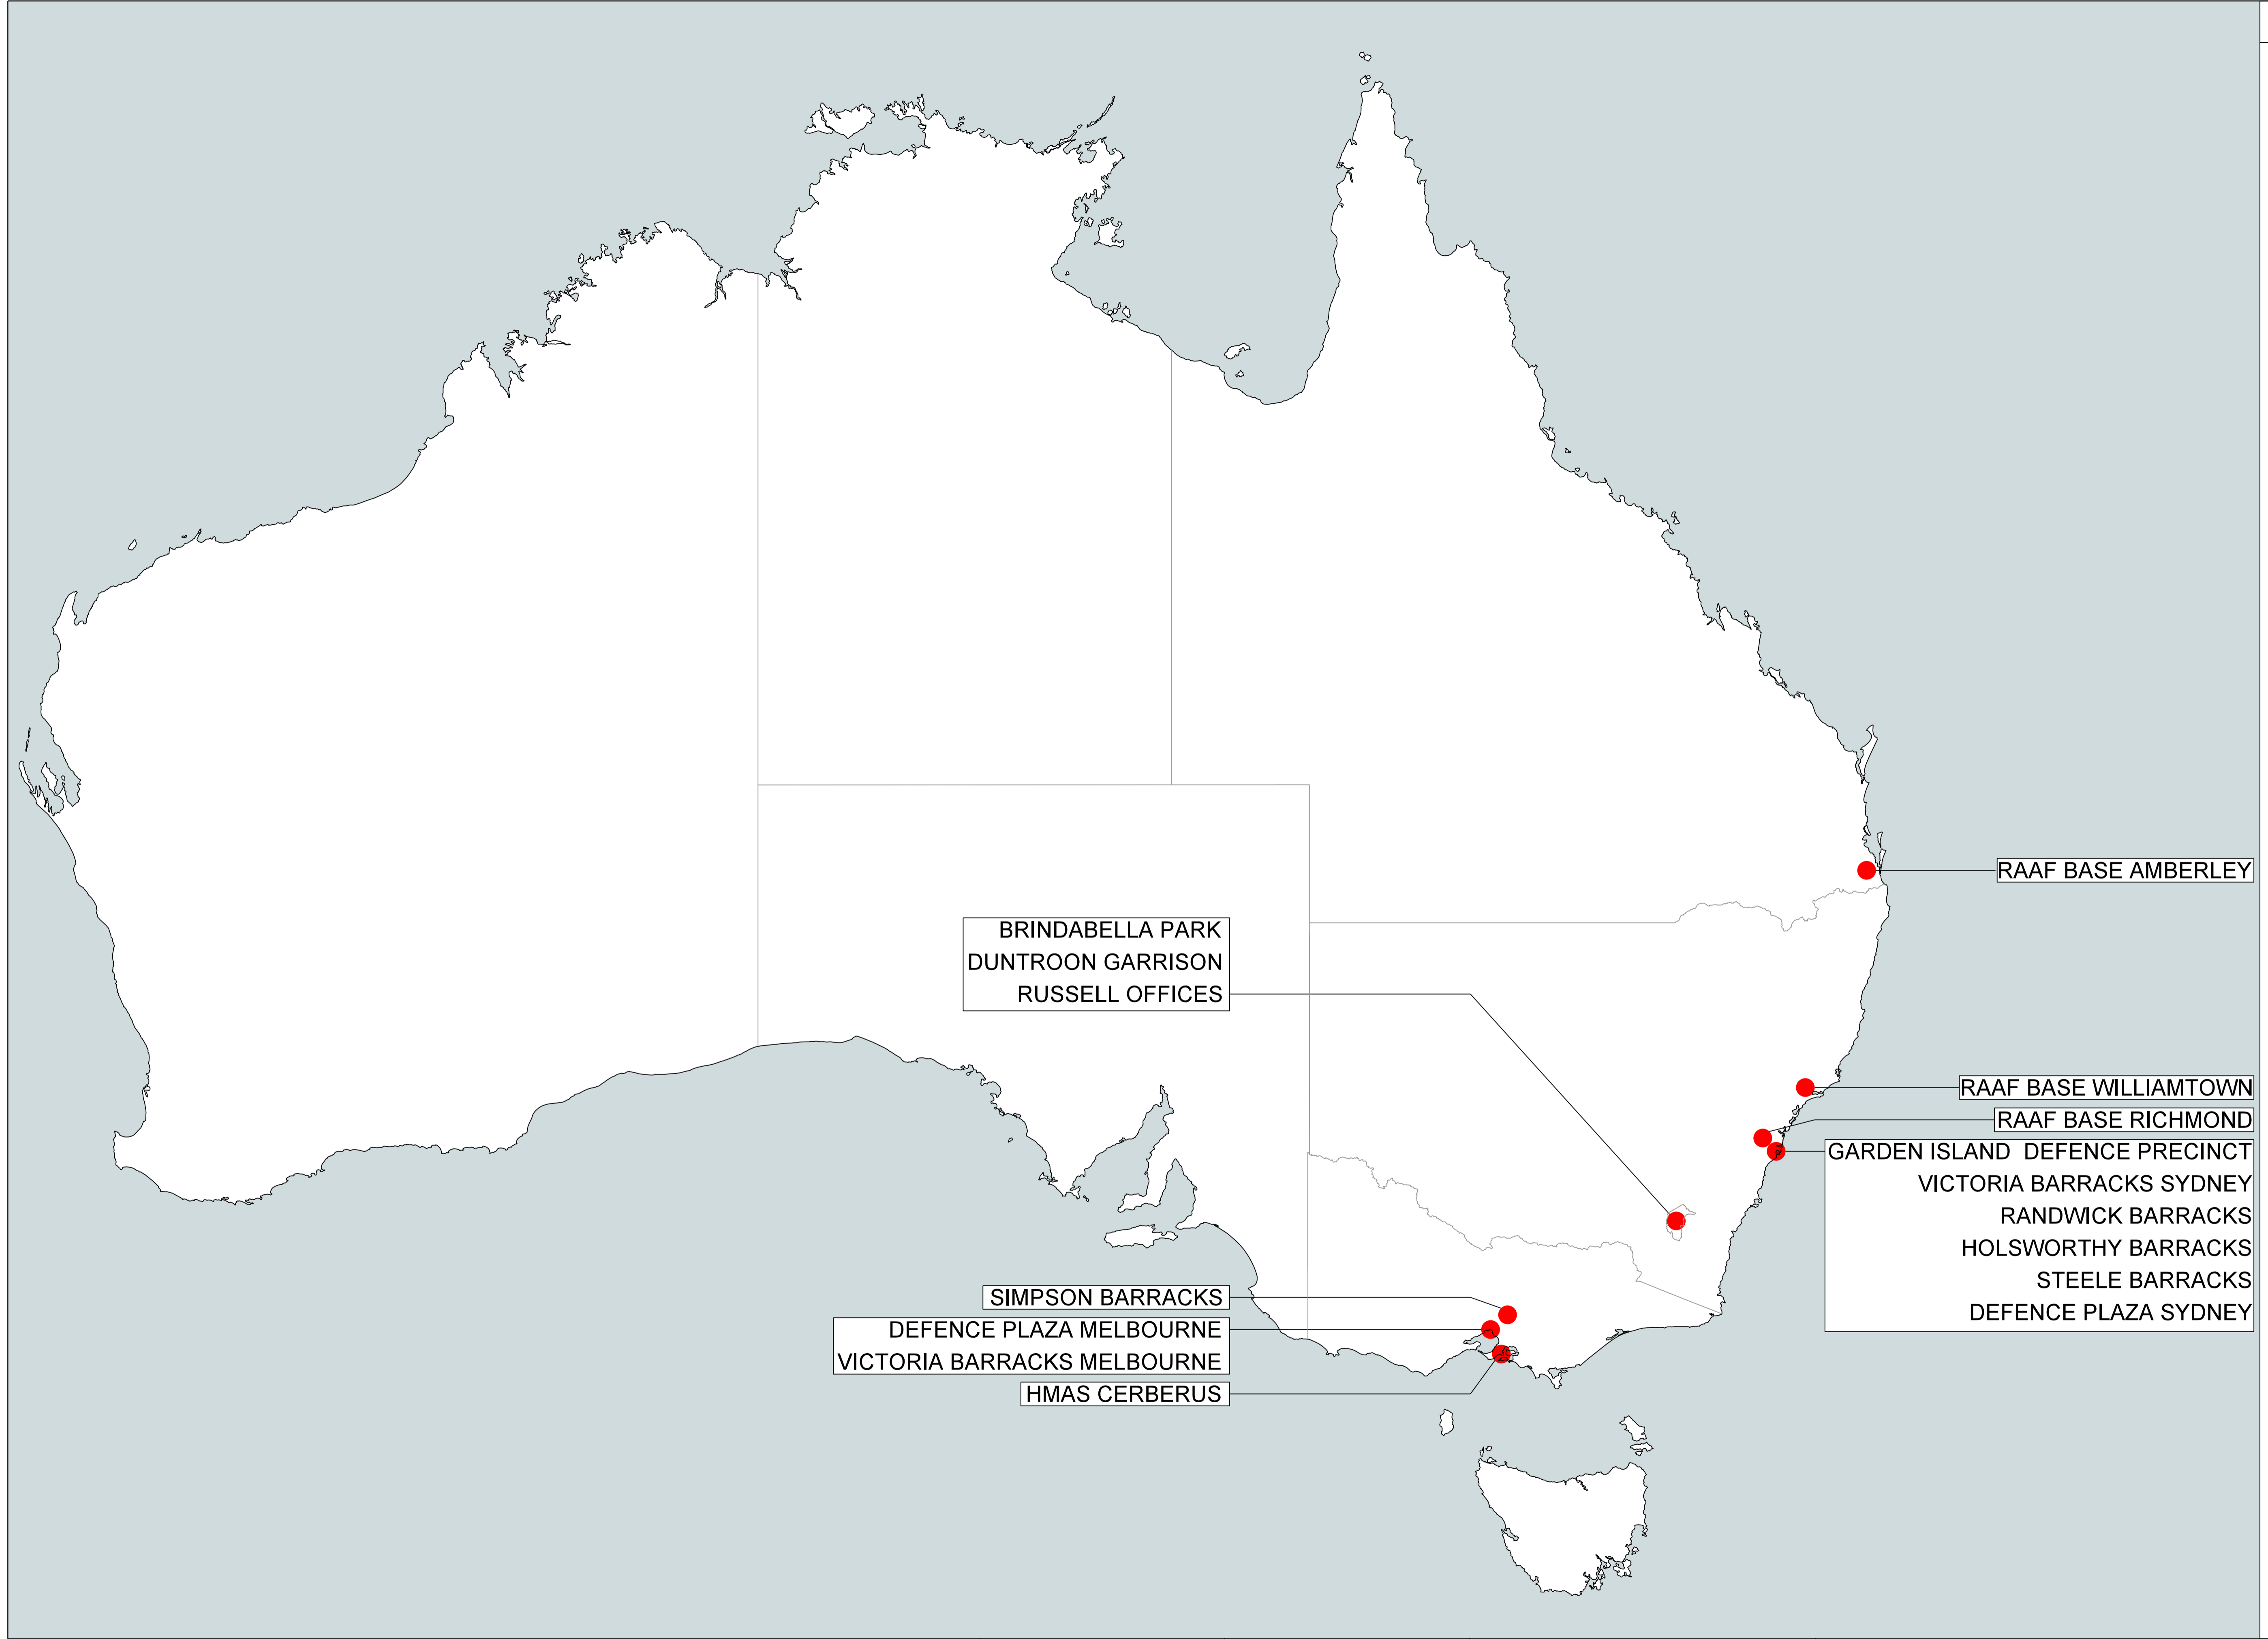 RAAF BASE AMBERLEY
BRINDABELLA PARK
DUNTROON GARRISON
RUSSELL OFFICES
RAAF BASE WILLIAMTOWN
RAAF BASE RICHMOND
GARDEN ISLAND  DEFENCE PRECINCT
VICTORIA BARRACKS SYDNEY
RANDWICK BARRACKS
HOLSWORTHY BARRACKS
STEELE BARRACKS
DEFENCE PLAZA SYDNEY
SIMPSON BARRACKS
DEFENCE PLAZA MELBOURNE
VICTORIA BARRACKS MELBOURNE
HMAS CERBERUS